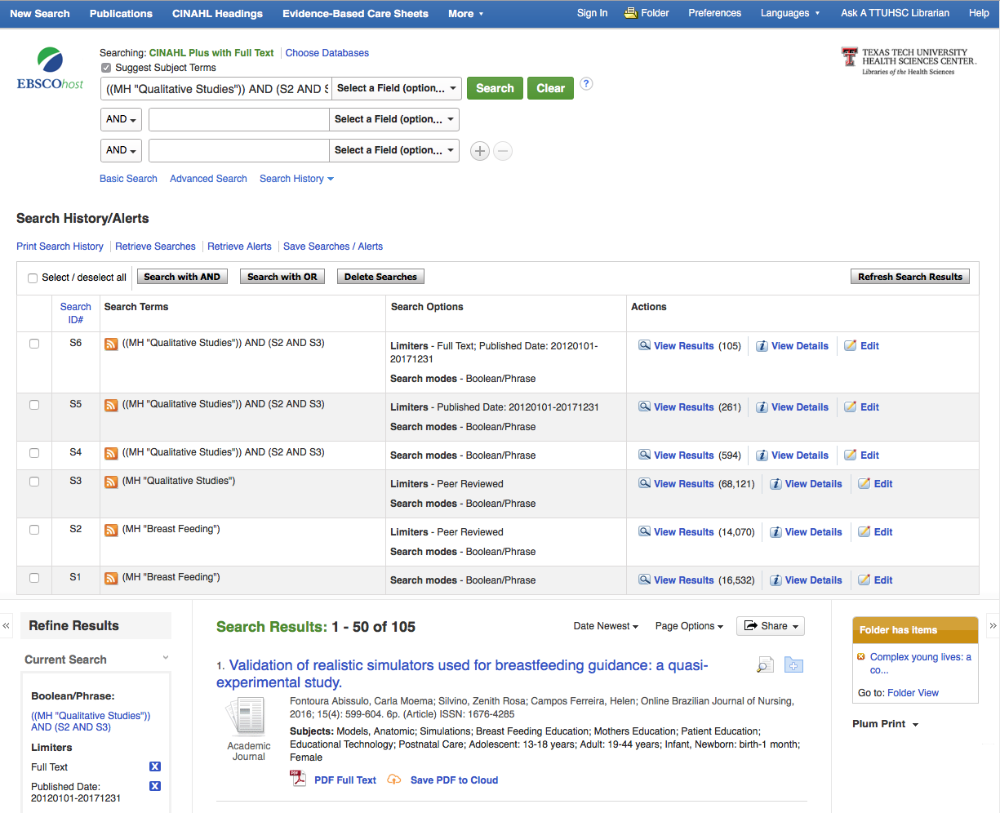 New Search Publications CINAHL Headings Evidence-Based Care Sheets More Sign In Folder Preferences Languages Ask A TTUHSC Librarian Help
EBSCOhost
Searching: CINAHL Plus with Full Text Choose Databases
Suggest Subject Terms
((MH "Qualitative Studies")) AND (S2 AND S Select a Field (option... Search Clear ?
AND Select a Field (option...
AND Select a Field (option...
Basic Search Advanced Search Search History
TEXAS TECH UNIVERSITY
HEALTH SCIENCES CENTER.
Libraries of the Health Sciences
Search History/Alerts
Print Search History Retrieve Searches Retrieve Alerts Save Searches / Alerts
Select / deselect all Search with AND Search with OR Delete Searches Refresh Search Results
Search ID# Search Terms Search Options Actions
S6 ((MH "Qualitative Studies")) AND (S2 AND S3) Limiters - Full Text; Published Date: 20120101-
20171231 View Results (105) View Details Edit
Search modes - Boolean/Phrase
S5 ((MH "Qualitative Studies")) AND (S2 AND S3) Limiters - Published Date: 20120101-20171231 View Results (261) View Details Edit
Search modes - Boolean/Phrase
S4 ((MH "Qualitative Studies")) AND (S2 AND S3) Search modes - Boolean/Phrase View Results (594) View Details Edit
S3 (MH "Qualitative Studies") Limiters - Peer Reviewed View Results (68,121) View Details Edit
Search modes - Boolean/Phrase
S2 (MH "Breast Feeding") Limiters - Peer Reviewed View Results (14,070) View Details Edit
Search modes - Boolean/Phrase
S1 (MH "Breast Feeding") Search modes - Boolean/Phrase View Results (16,532) View Details Edit
Refine Results
Current Search
Boolean/Phrase:
((MH "Qualitative Studies"))
AND (S2 AND S3)
Limiters
Full Text
Published Date:
20120101-20171231
Search Results: 1 - 50 of 105 Date Newest Page Options Share
1. Validation of realistic simulators used for breastfeeding guidance: a quasi-
experimental study.
Academic
Journal
Fontoura Abissulo, Carla Moema; Silvino, Zenith Rosa; Campos Ferreira, Helen; Online Brazilian Journal of Nursing,
2016; 15(4): 599-604. 6p. (Article) ISSN: 1676-4285
Subjects: Models, Anatomic; Simulations; Breast Feeding Education; Mothers Education; Patient Education;
Educational Technology; Postnatal Care; Adolescent: 13-18 years; Adult: 19-44 years; Infant, Newborn: birth-1 month;
Female
PDF PDF Full Text Save PDF to Cloud
Folder has items
Complex young lives: a
co...
Go to: Folder View
Plum Print